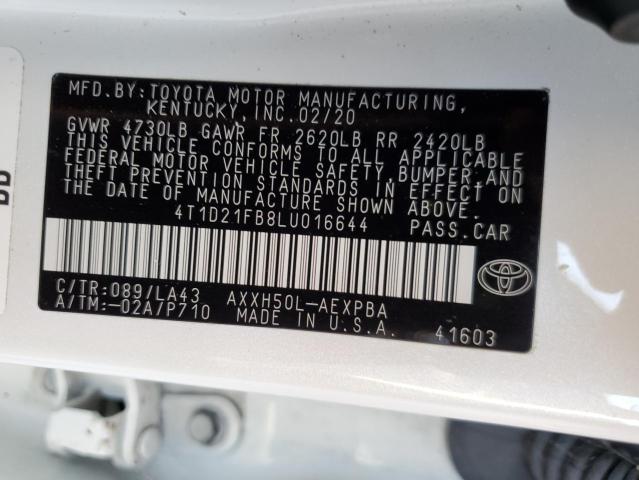 MFD.BY:TOYOTA MOTOR MANUFACTURING,
KENTUCKY,INC.02/20
GVWR 4730LB GAWR FR 2620LB RR 2420LB
THIS VEHICLE CONFORMS TO ALL APPLICABLE
FEDERAL MOTOR VEHICLE SAFETY,BUMPER,AND
THEFT PREVENTION STANDARDS IN EFFECT ON
THE DATE OF MANUFACTURE SHOWN ABOVE.
4T1D21FB8LU016644 PASS.CAR
C/TR:089/LA43 AXXH50L-AEXPBA
A/TM:-02A/P710 MADE IN U.S.A. 41603